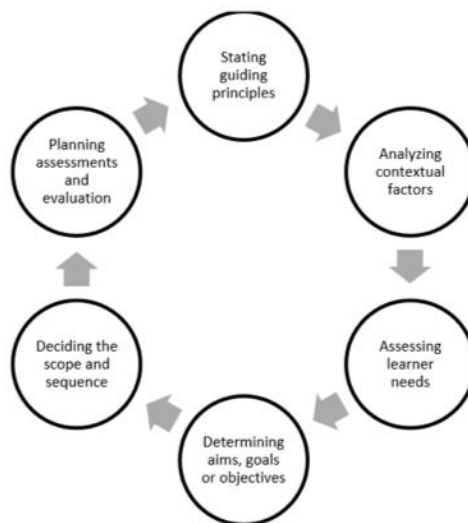 Stating
guiding
principles
Analyzing
contextual
factors
Assessing
learner
needs
Determining
aims, goals
or objectives
Deciding the
scope and
sequence
Planning
assessments
and
evaluation